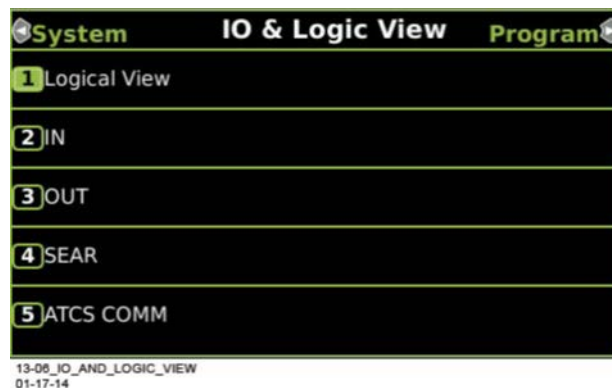 System IO & Logic View Program
1 Logical View
2 IN
3 OUT
4 SEAR
5 ATCS COMM
13-06_IO_AND_LOGIC_VIEW
01-17-14